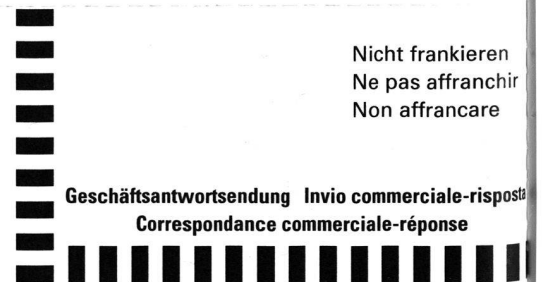 Nicht frankieren
Ne pas affranchir
Non affrancare
Geschäftsantwortsendung Invio commerciale-risposta
Correspondance commerciale-réponse